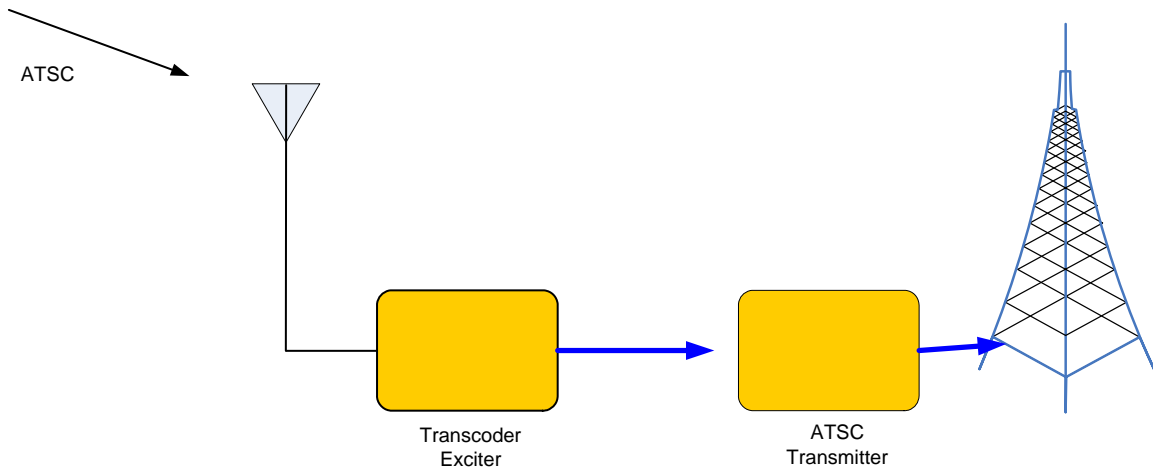 ATSC
Transcoder
Exciter
ATSC
Transmitter